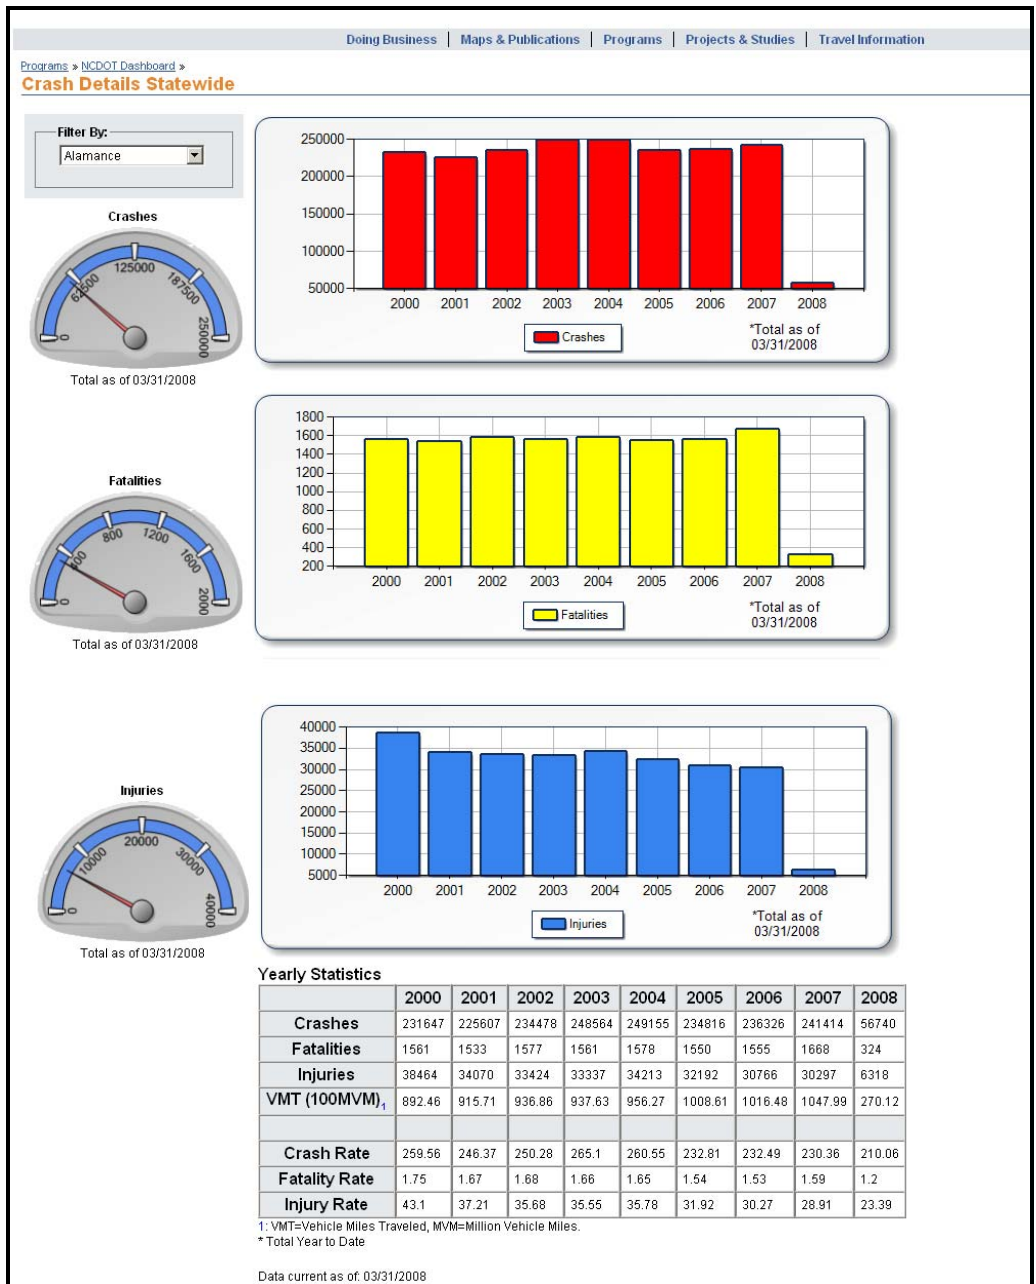 Doing Business | Maps & Publications | Programs | Projects & Studies | Travel Information
Programs » NCDOT Dashboard »
Crash Details Statewide
Filter By:
Alamance
Crashes
0 62500 125000 187500 250000
Total as of 03/31/2008
250000
200000
150000
100000
50000
2000 2001 2002 2003 2004 2005 2006 2007 2008
Crashes
*Total as of
03/31/2008
Fatalities
0 400 800 1200 1600 2000
Total as of 03/31/2008
1800
1600
1400
1200
1000
800
600
400
200
2000 2001 2002 2003 2004 2005 2006 2007 2008
Fatalities
*Total as of
03/31/2008
Injuries
0 10000 20000 30000 40000
Total as of 03/31/2008
40000
35000
30000
25000
20000
15000
10000
5000
2000 2001 2002 2003 2004 2005 2006 2007 2008
Injuries
*Total as of
03/31/2008
Yearly Statistics
2000 2001 2002 2003 2004 2005 2006 2007 2008
Crashes 231647 225607 234478 248564 249155 234816 236326 241414 56740
Fatalities 1561 1533 1577 1561 1578 1550 1555 1668 324
Injuries 38464 34070 33424 33337 34213 32192 30766 30297 6318
VMT (100MVM)1 892.46 915.71 936.86 937.63 956.27 1008.61 1016.48 1047.99 270.12
Crash Rate 259.56 246.37 250.28 265.1 260.55 232.81 232.49 230.36 210.06
Fatality Rate 1.75 1.67 1.68 1.66 1.65 1.54 1.53 1.59 1.2
Injury Rate 43.1 37.21 35.68 35.55 35.78 31.92 30.27 28.91 23.39
1: VMT=Vehicle Miles Traveled, MVM=Million Vehicle Miles.
* Total Year to Date
Data current as of: 03/31/2008